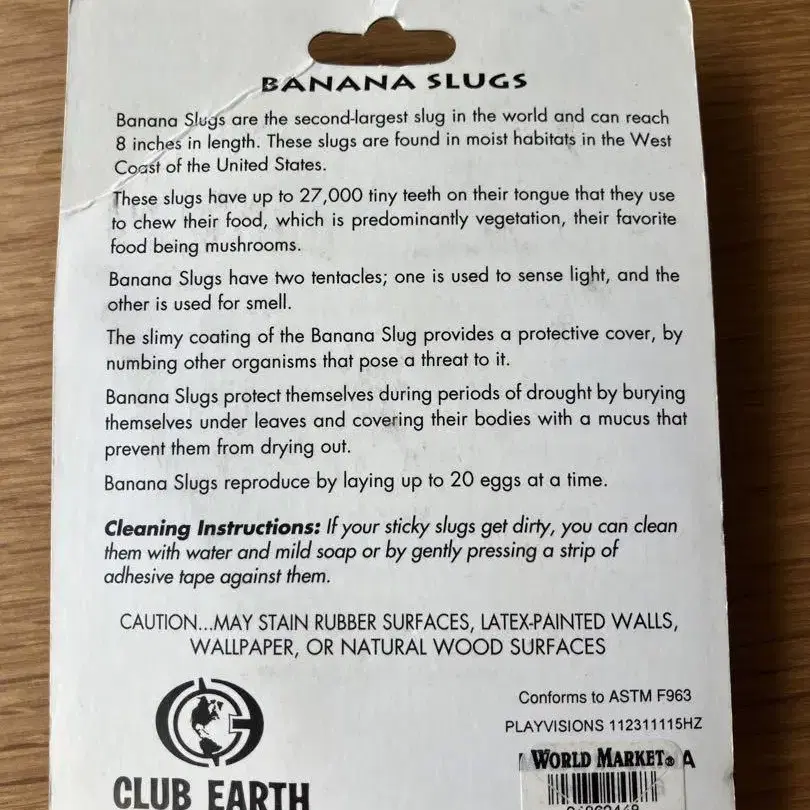 BANANA SLUGS
Banana Slugs are the second-largest slug in the world and can reach
8 inches in length. These slugs are found in moist habitats in the West
Coast of the United States.
These slugs have up to 27,000 tiny teeth on their tongue that they use
to chew their food, which is predominantly vegetation, their favorite
food being mushrooms.
Banana Slugs have two tentacles; one is used to sense light, and the
other is used for smell.
The slimy coating of the Banana Slug provides a protective cover, by
numbing other organisms that pose a threat to it.
Banana Slugs protect themselves during periods of drought by burying
themselves under leaves and covering their bodies with a mucus that
prevent them from drying out.
Banana Slugs reproduce by laying up to 20 eggs at a time.
Cleaning Instructions: If your sticky slugs get dirty, you can clean
them with water and mild soap or by gently pressing a strip of
adhesive tape against them.
CAUTION...MAY STAIN RUBBER SURFACES, LATEX-PAINTED WALLS,
WALLPAPER, OR NATURAL WOOD SURFACES
Conforms to ASTM F963
PLAYVISIONS 112311115HZ
WORLD MARKET® A
CLUB EARTH